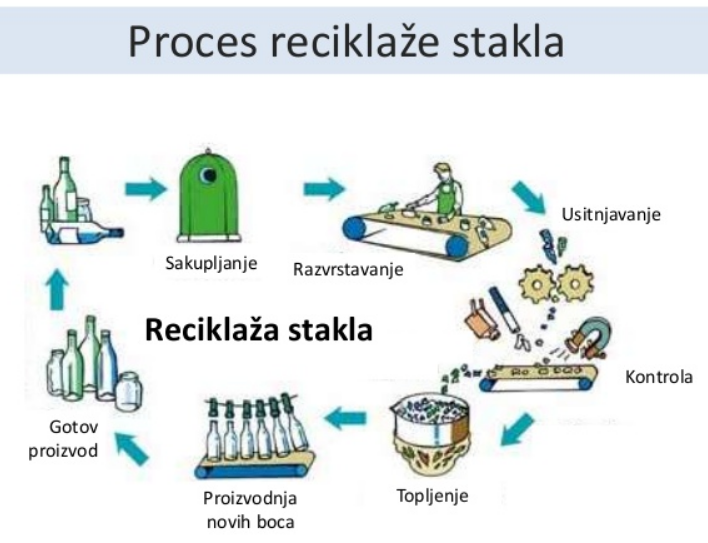 Proces reciklaže stakla
Usitnjavanje
Sakupljanje
Razvrstavanje
Reciklaža stakla
Kontrola
Gotov
proizvod
Proizvodnja
novih boca
Topljenje